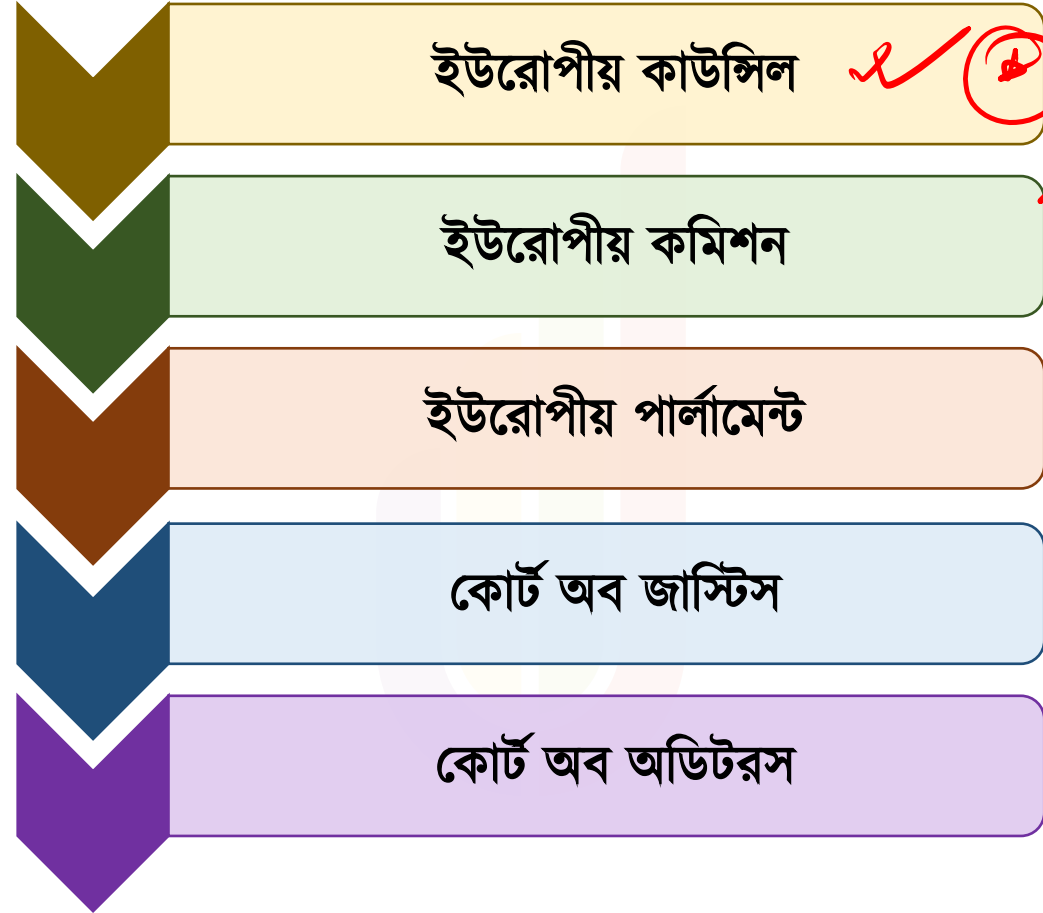 ইউরোপীয় কাউন্সিল
ইউরোপীয় কমিশন
ইউরোপীয় পার্লামেন্ট
কোর্ট অব জাস্টিস
কোর্ট অব অডিটরস